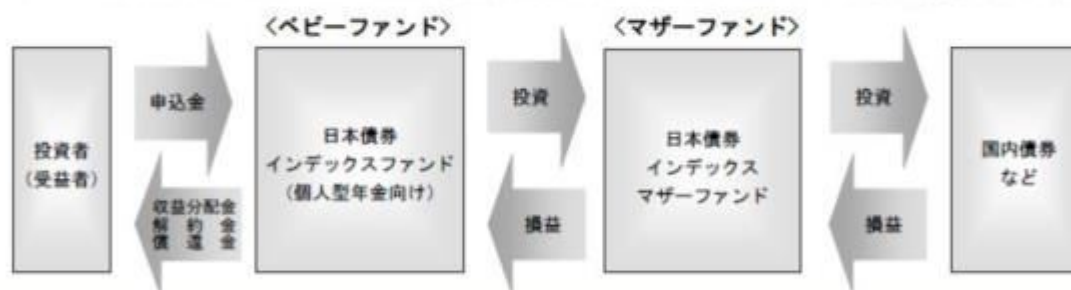 〈ベビーファンド〉
〈マザーファンド〉
投資者
（受益者）
申込金
収益分配金
解約金
償還金
日本債券
インデックスファンド
（個人型年金向け）
投資
損益
日本債券
インデックス
マザーファンド
投資
損益
国内債券
など